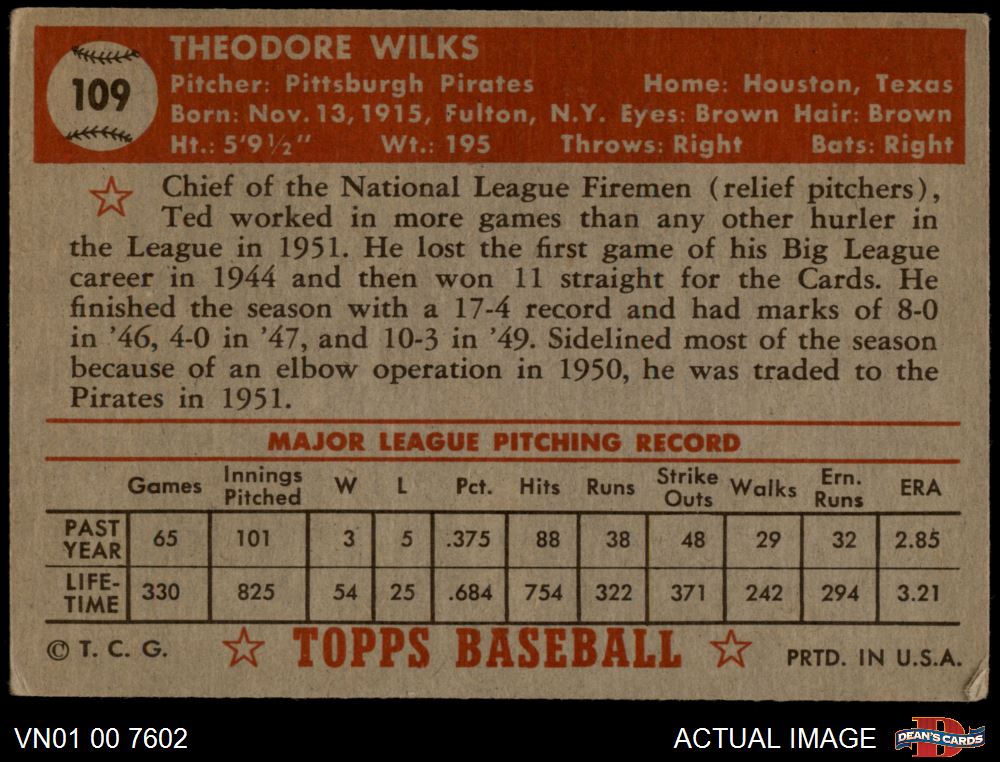 109
THEODORE WILKS
Pitcher: Pittsburgh Pirates Home: Houston, Texas
Born: Nov. 13, 1915, Fulton, N.Y. Eyes: Brown Hair: Brown
Ht.: 5'9½" Wt.: 195 Throws: Right Bats: Right
Chief of the National League Firemen (relief pitchers),
Ted worked in more games than any other hurler in
the League in 1951. He lost the first game of his Big League
career in 1944 and then won 11 straight for the Cards. He
finished the season with a 17-4 record and had marks of 8-0
in '46, 4-0 in '47, and 10-3 in '49. Sidelined most of the season
because of an elbow operation in 1950, he was traded to the
Pirates in 1951.
MAJOR LEAGUE PITCHING RECORD
Games Innings Pitched W L Pct. Hits Runs Strike Outs Walks Ern. Runs ERA
PAST YEAR 65 101 3 5 .375 88 38 48 29 32 2.85
LIFE-TIME 330 825 54 25 .684 754 322 371 242 294 3.21
© T. C. G. TOPPS BASEBALL PRTD. IN U.S.A.
VN01 00 7602 ACTUAL IMAGE D DEAN'S CARDS